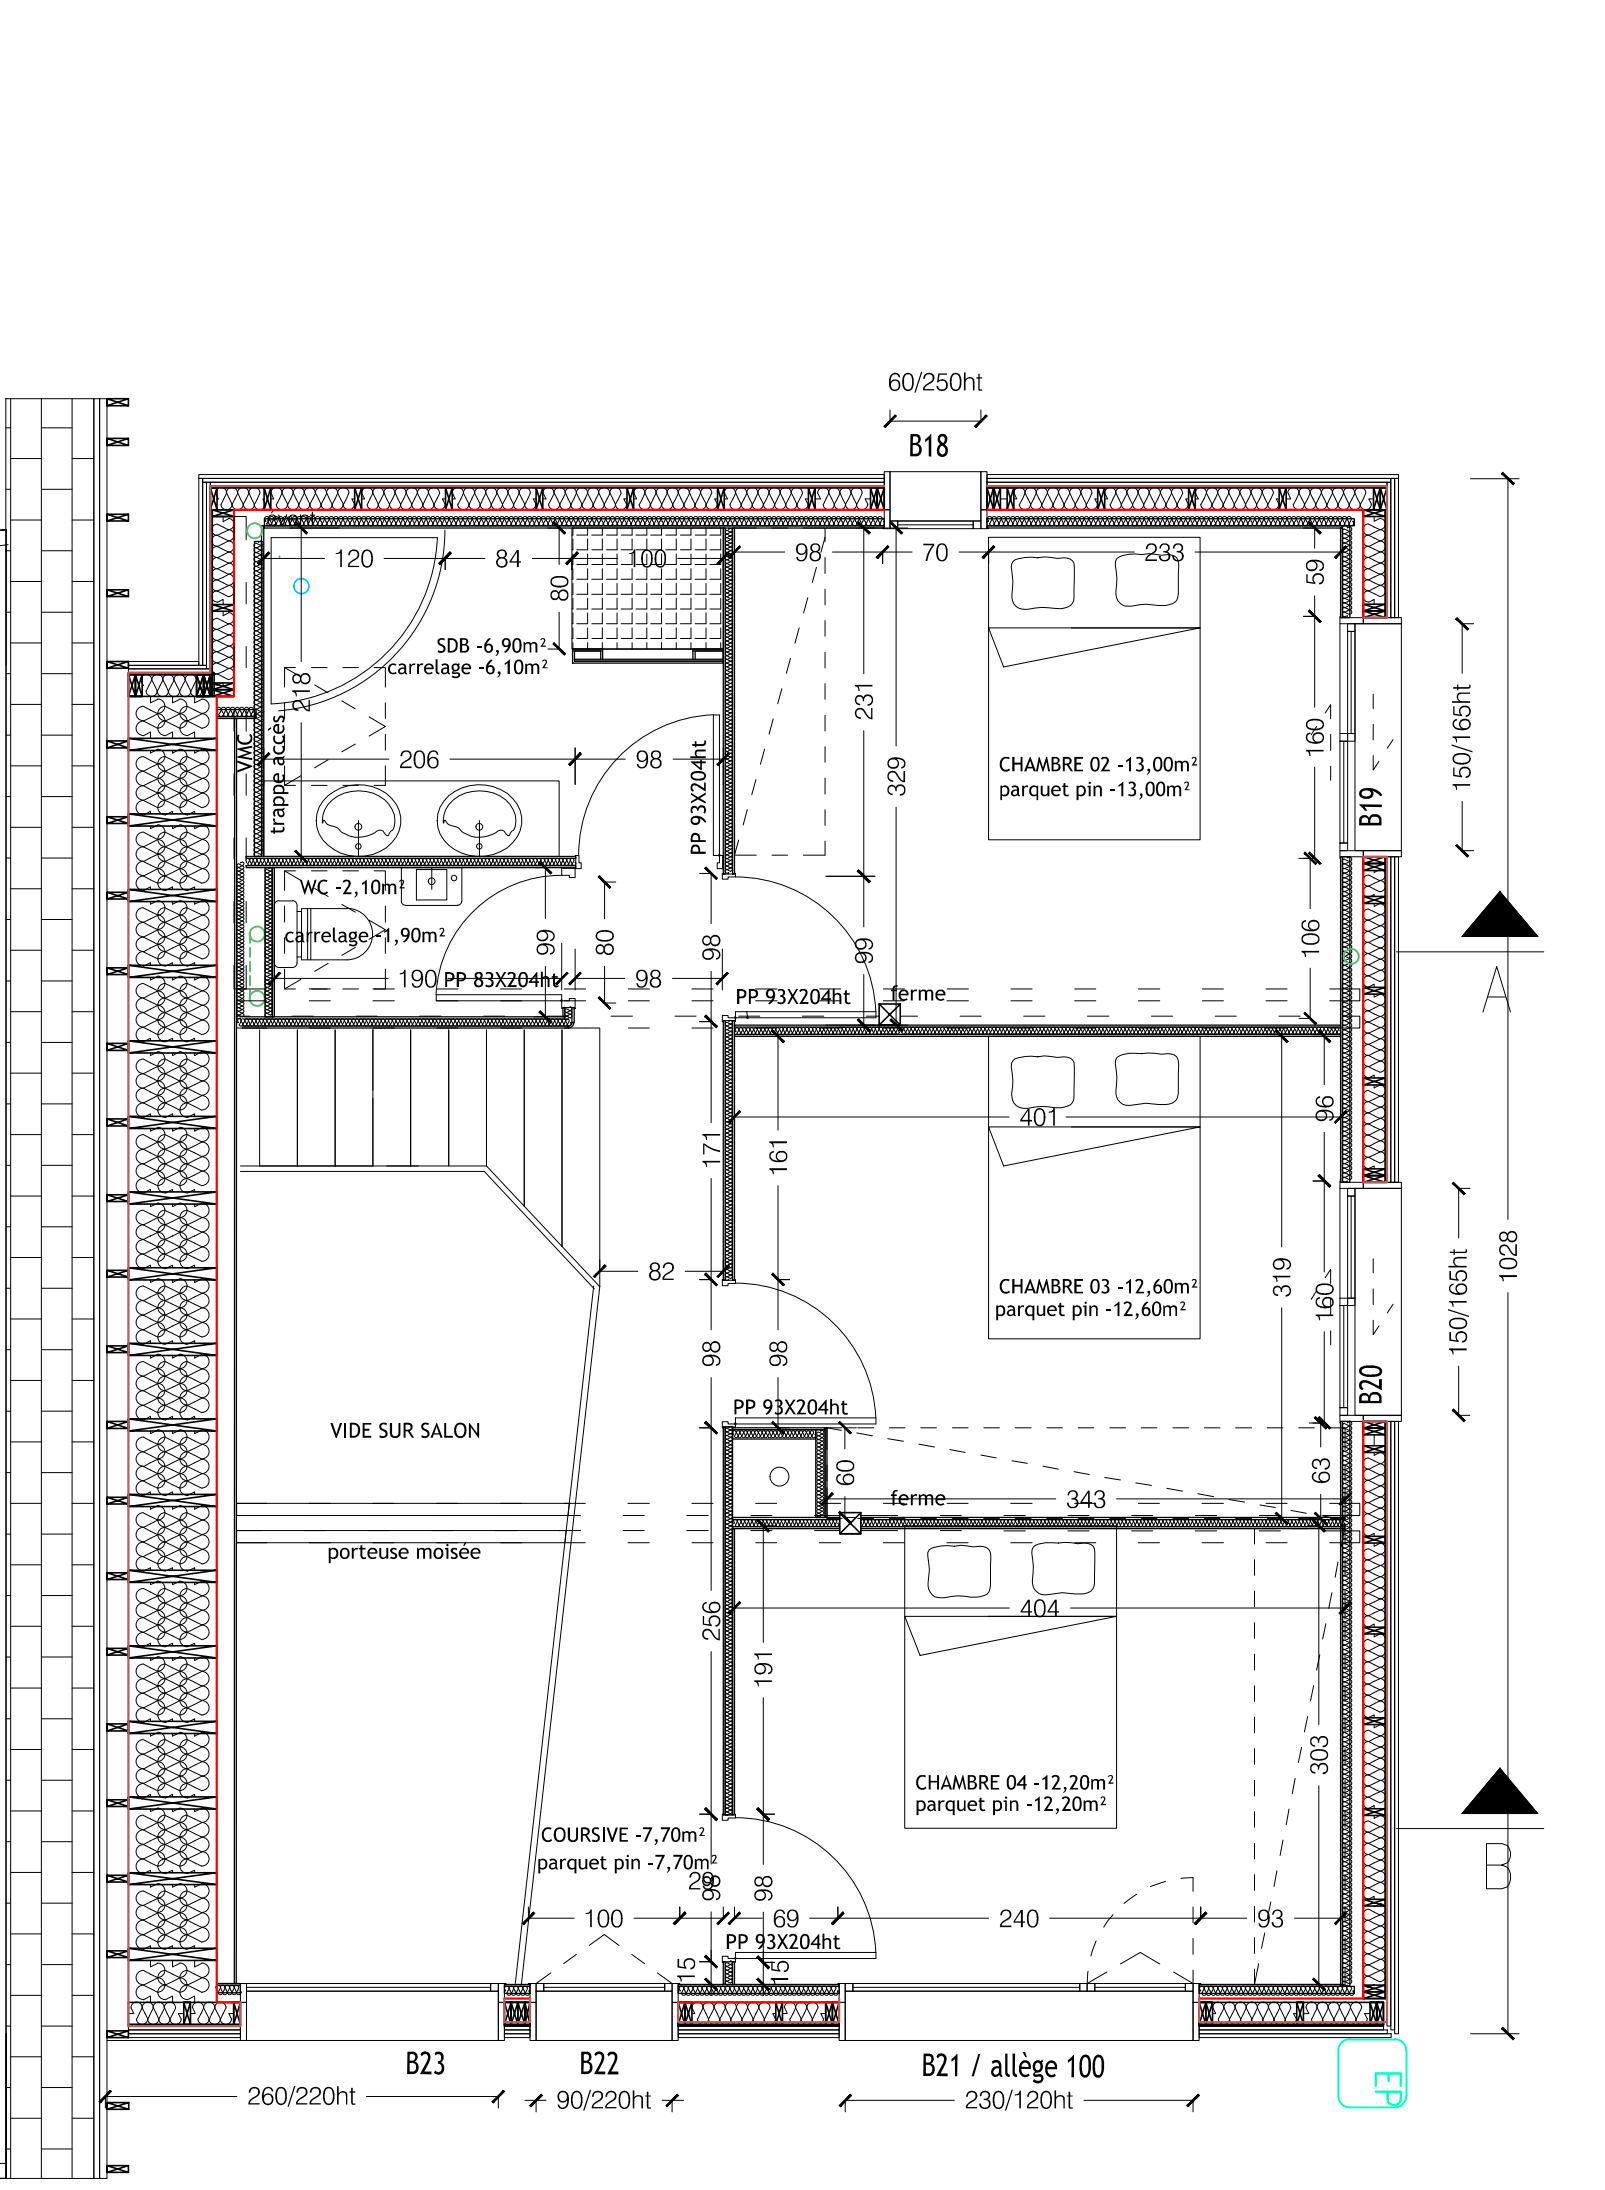 60/250ht
B18
évent
120
84
100
98
70
233
59
80
SDB -6,90m²
carrelage -6,10m²
218
231
VMC
trappe accès
206
98
PP 93X204ht
329
CHAMBRE 02 -13,00m²
parquet pin -13,00m²
160
B19
150/165ht
WC -2,10m²
carrelage -1,90m²
99
80
98
99
106
190
PP 83X204ht
98
PP 93X204ht
ferme
A
401
96
171
161
82
319
CHAMBRE 03 -12,60m²
parquet pin -12,60m²
160
1028
150/165ht
B20
98
98
PP 93X204ht
VIDE SUR SALON
60
63
ferme
343
porteuse moisée
404
256
191
303
CHAMBRE 04 -12,20m²
parquet pin -12,20m²
COURSIVE -7,70m²
parquet pin -7,70m²
B
29
98
98
100
69
240
93
PP 93X204ht
15
15
B23
B22
B21 / allège 100
260/220ht
90/220ht
230/120ht
EP